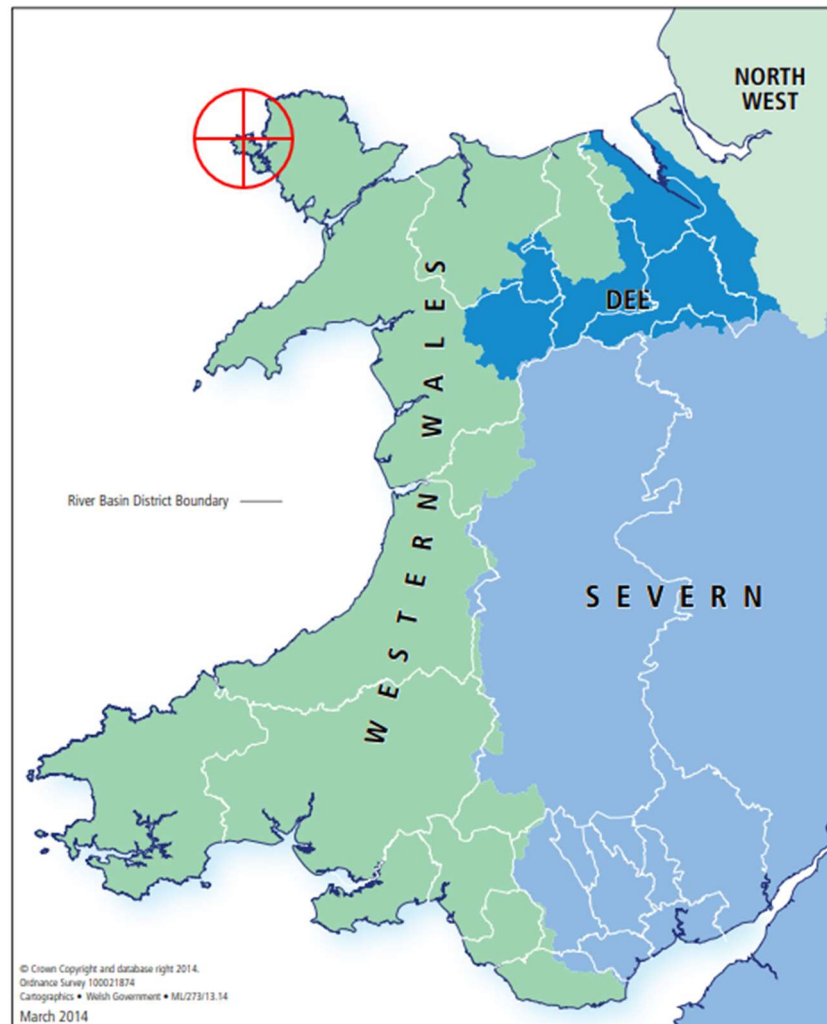 NORTH
WEST
DEE
WESTERN WALES
River Basin District Boundary
SEVERN
© Crown Copyright and database right 2014.
Ordnance Survey 100021874
Cartographics • Welsh Government • ML/273/13.14
March 2014